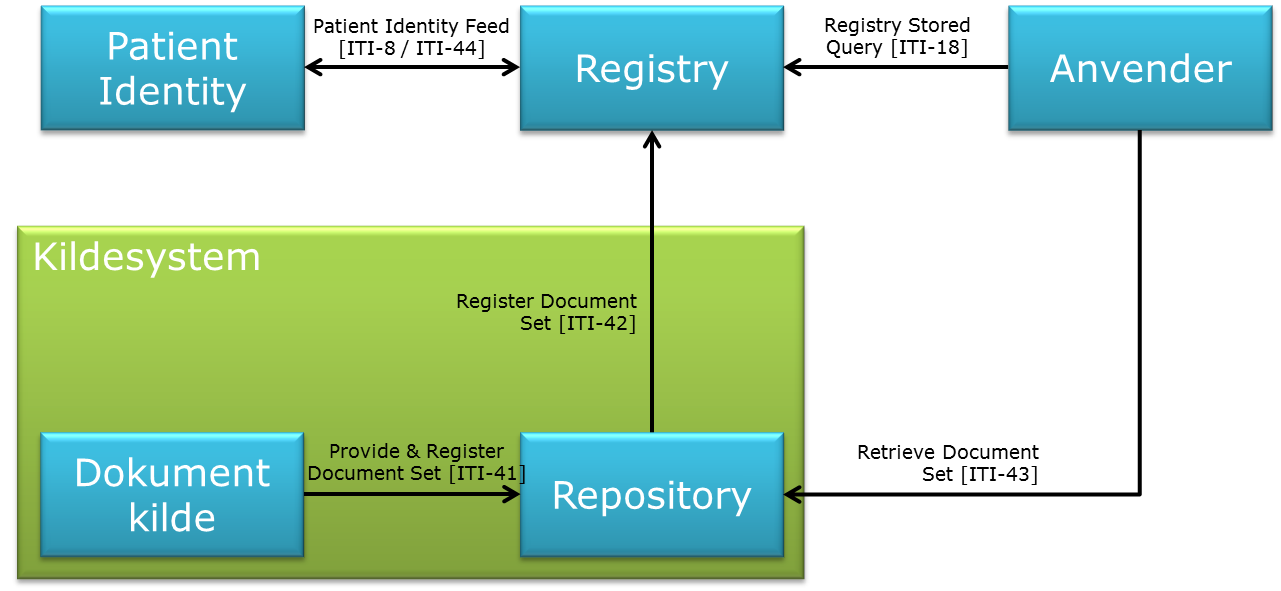 Patient
Identity
Patient Identity Feed
[ITI-8 / ITI-44]
Registry
Registry Stored
Query [ITI-18]
Anvender
Kildesystem
Register Document
Set [ITI-42]
Dokument
kilde
Provide & Register
Document Set [ITI-41]
Repository
Retrieve Document
Set [ITI-43]